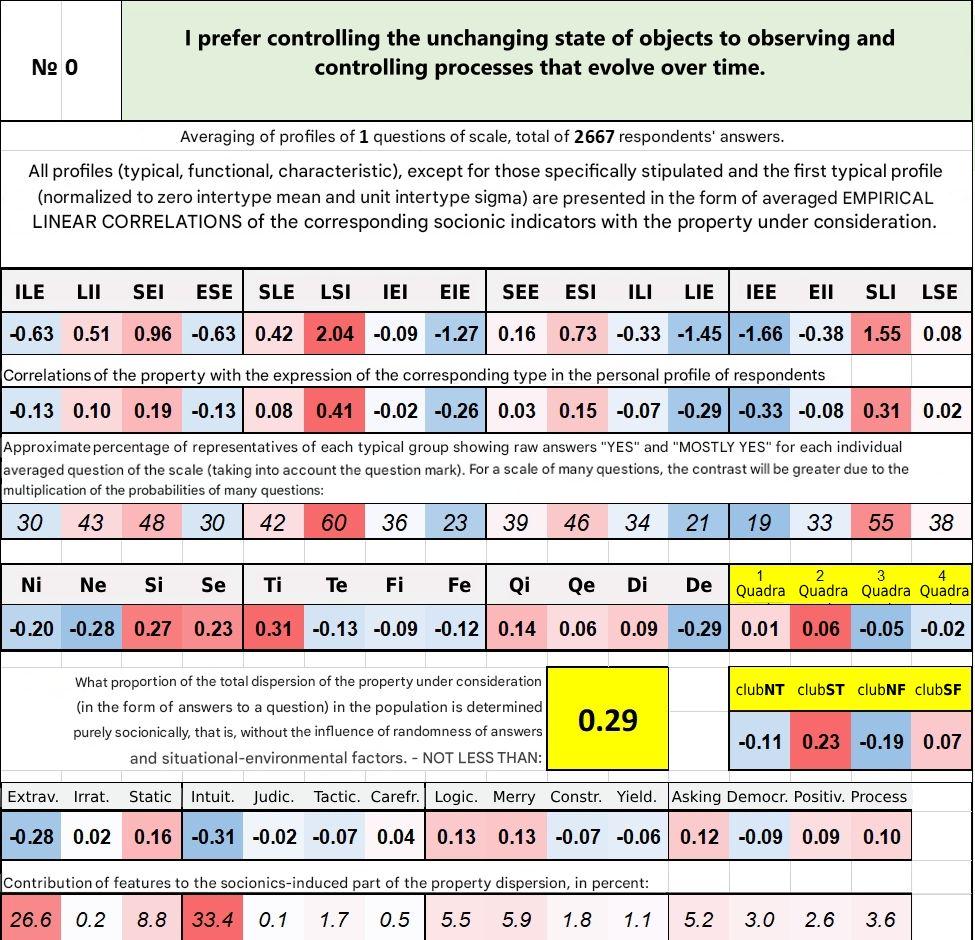 № 0
I prefer controlling the unchanging state of objects to observing and
controlling processes that evolve over time.
Averaging of profiles of 1 questions of scale, total of 2667 respondents' answers.
All profiles (typical, functional, characteristic), except for those specifically stipulated and the first typical profile
(normalized to zero intertype mean and unit intertype sigma) are presented in the form of averaged EMPIRICAL
LINEAR CORRELATIONS of the corresponding socionic indicators with the property under consideration.
ILE LII SEI ESE SLE LSI IEI EIE SEE ESI ILI LIE IEE EII SLI LSE
-0.63 0.51 0.96 -0.63 0.42 2.04 -0.09 -1.27 0.16 0.73 -0.33 -1.45 -1.66 -0.38 1.55 0.08
Correlations of the property with the expression of the corresponding type in the personal profile of respondents
-0.13 0.10 0.19 -0.13 0.08 0.41 -0.02 -0.26 0.03 0.15 -0.07 -0.29 -0.33 -0.08 0.31 0.02
Approximate percentage of representatives of each typical group showing raw answers "YES" and "MOSTLY YES" for each individual
averaged question of the scale (taking into account the question mark). For a scale of many questions, the contrast will be greater due to the
multiplication of the probabilities of many questions:
30 43 48 30 42 60 36 23 39 46 34 21 19 33 55 38
Ni Ne Si Se Ti Te Fi Fe Qi Qe Di De 1 Quadra 2 Quadra 3 Quadra 4 Quadra
-0.20 -0.28 0.27 0.23 0.31 -0.13 -0.09 -0.12 0.14 0.06 0.09 -0.29 0.01 0.06 -0.05 -0.02
What proportion of the total dispersion of the property under consideration
(in the form of answers to a question) in the population is determined
purely socionically, that is, without the influence of randomness of answers
and situational-environmental factors. - NOT LESS THAN:
0.29
clubNT clubST clubNF clubSF
-0.11 0.23 -0.19 0.07
Extrav. Irrat. Static Intuit. Judic. Tactic. Carefr. Logic. Merry Constr. Yield. Asking Democr. Positiv. Process
-0.28 0.02 0.16 -0.31 -0.02 -0.07 0.04 0.13 0.13 -0.07 -0.06 0.12 -0.09 0.09 0.10
Contribution of features to the socionics-induced part of the property dispersion, in percent:
26.6 0.2 8.8 33.4 0.1 1.7 0.5 5.5 5.9 1.8 1.1 5.2 3.0 2.6 3.6